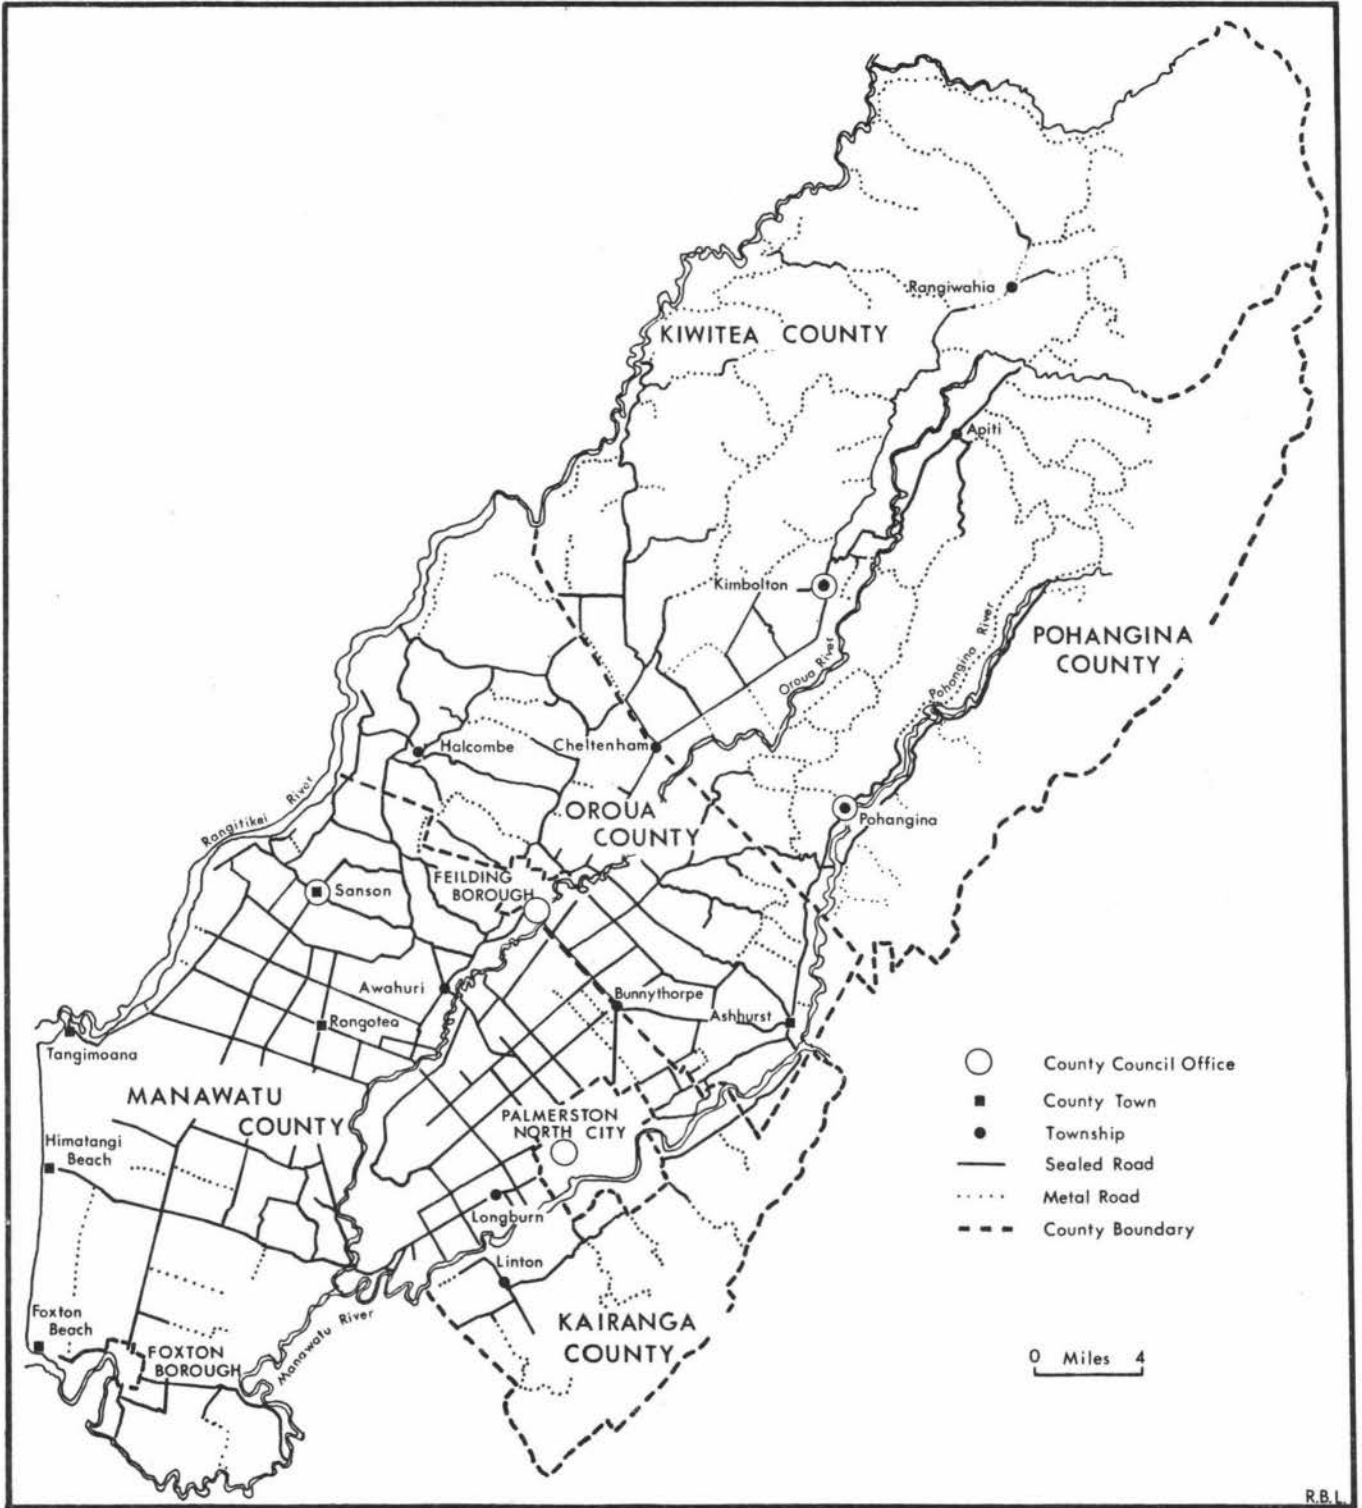 Rangiwahia
KIWITEA COUNTY
Apiti
Kimbolton
Pohangina River
POHANGINA
COUNTY
Oroua River
Halcombe
Cheltenham
Rangitikei River
OROUA
COUNTY
Pohangina
FEILDING
BOROUGH
Sanson
Awahuri
Bunnythorpe
Ashhurst
Rongotea
Tangimoana
MANAWATU
COUNTY
PALMERSTON
NORTH CITY
Himatangi
Beach
Longburn
Linton
Foxton
Beach
Manawatu River
KAIRANGA
COUNTY
FOXTON
BOROUGH
County Council Office
County Town
Township
Sealed Road
Metal Road
County Boundary
0 Miles 4
R.B.L.